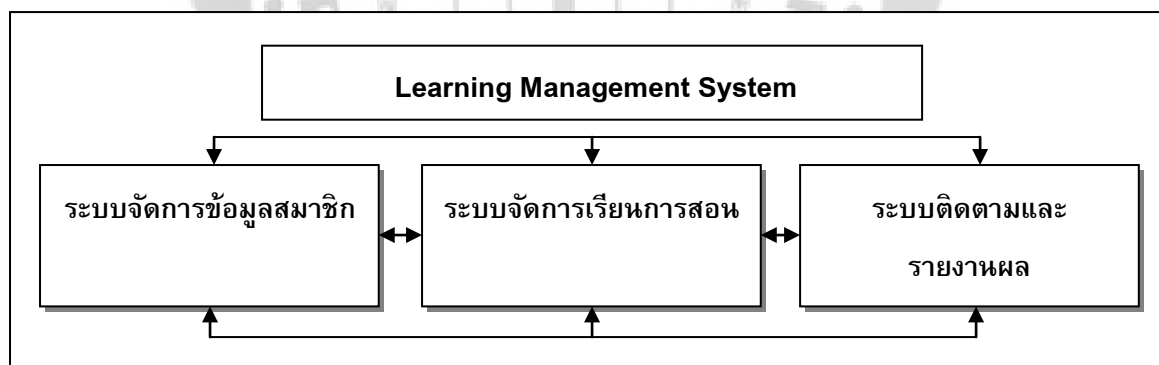 Learning Management System
ระบบจัดการข้อมูลสมาชิก
ระบบจัดการเรียนการสอน
ระบบติดตามและ
รายงานผล